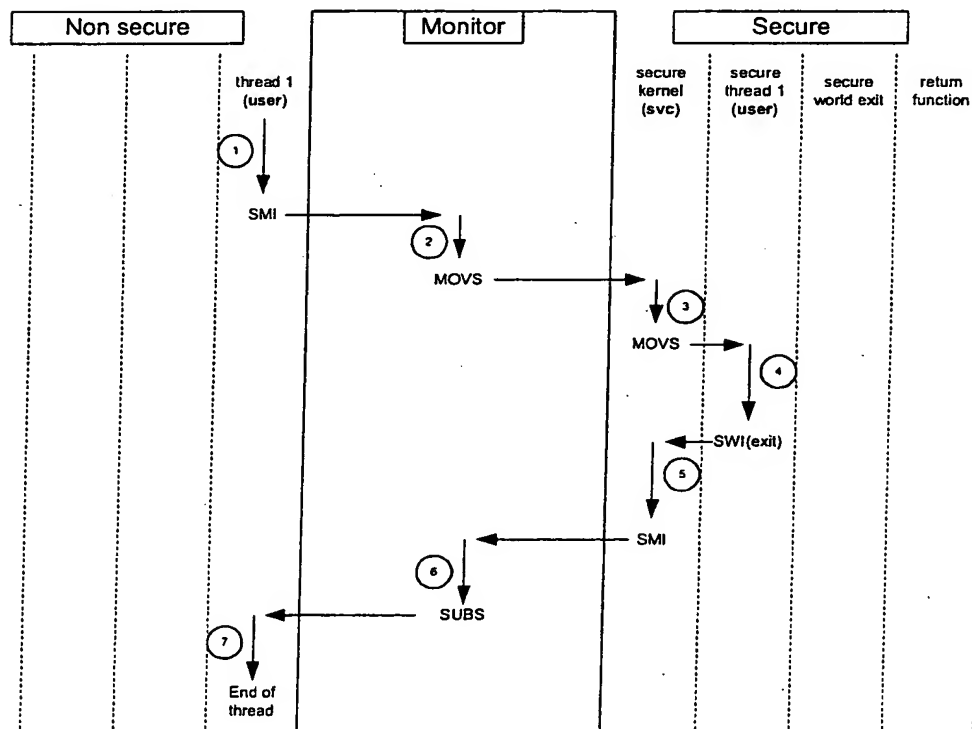 Non secure
Monitor
Secure
thread 1
(user)
secure
kernel
(svc)
secure
thread 1
(user)
secure
world exit
return
function
1
SMI
2
MOVS
3
MOVS
4
SWI(exit)
5
SMI
6
SUBS
7
End of
thread